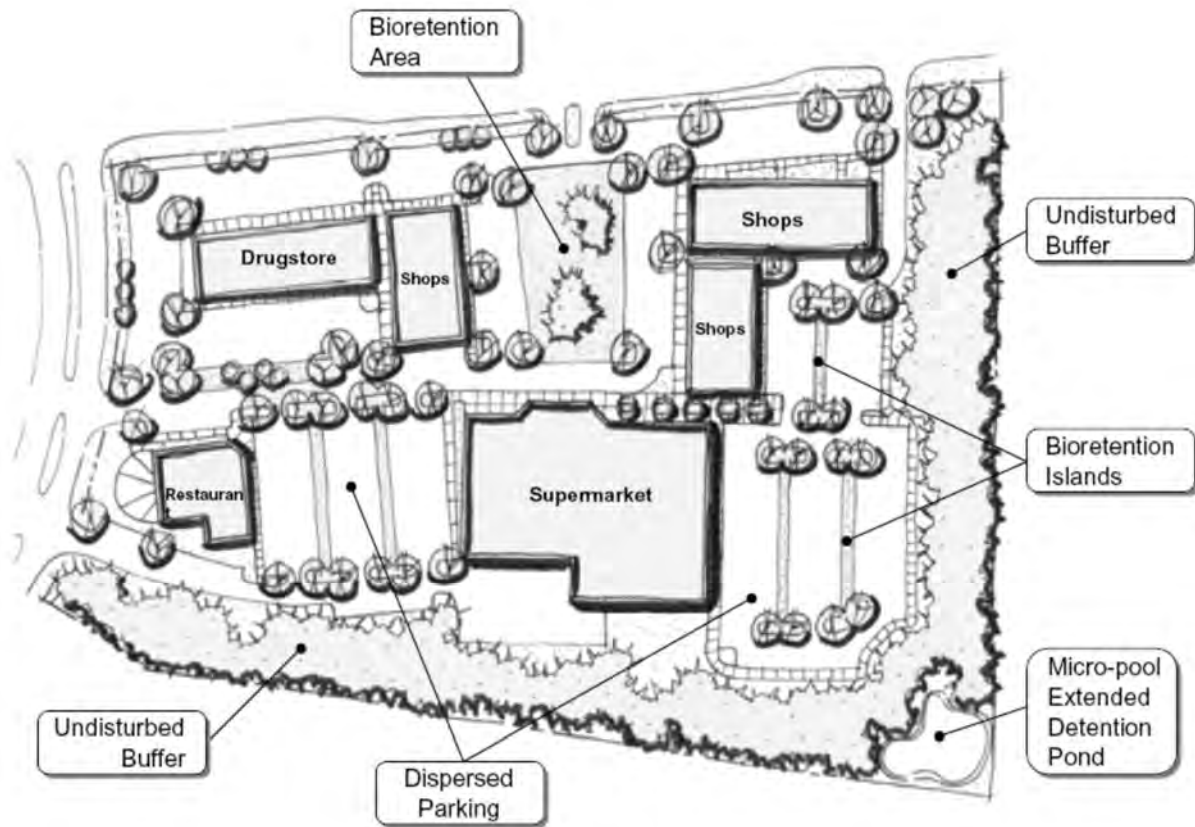 Bioretention
Area
Undisturbed
Buffer
Drugstore
Shops
Shops
Shops
Bioretention
Islands
Restauran
Supermarket
Undisturbed
Buffer
Dispersed
Parking
Micro-pool
Extended
Detention
Pond